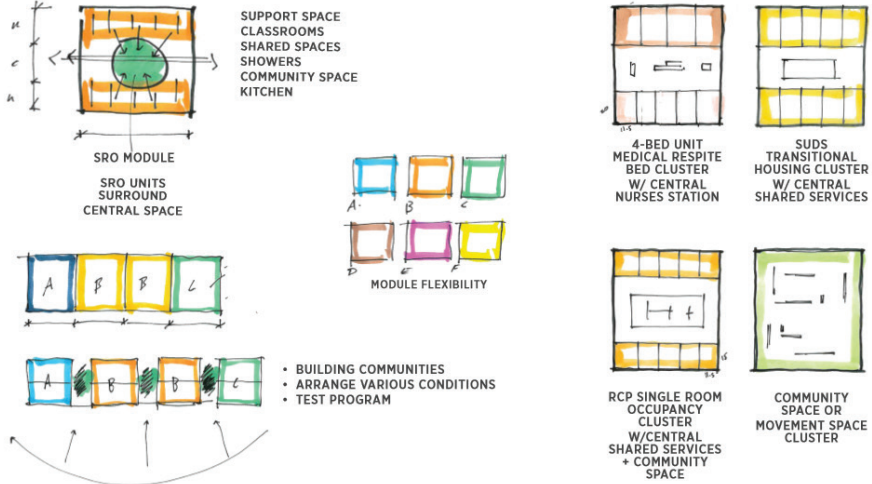 SUPPORT SPACE
CLASSROOMS
SHARED SPACES
SHOWERS
COMMUNITY SPACE
KITCHEN
SRO MODULE
SRO UNITS
SURROUND
CENTRAL SPACE
A
B
B
C
A
B
B
C
• BUILDING COMMUNITIES
• ARRANGE VARIOUS CONDITIONS
• TEST PROGRAM
A.
B
C
D
E
F
MODULE FLEXIBILITY
4-BED UNIT
MEDICAL RESPITE
BED CLUSTER
W/ CENTRAL
NURSES STATION
SUDS
TRANSITIONAL
HOUSING CLUSTER
W/ CENTRAL
SHARED SERVICES
RCP SINGLE ROOM
OCCUPANCY
CLUSTER
W/CENTRAL
SHARED SERVICES
+ COMMUNITY
SPACE
COMMUNITY
SPACE OR
MOVEMENT SPACE
CLUSTER